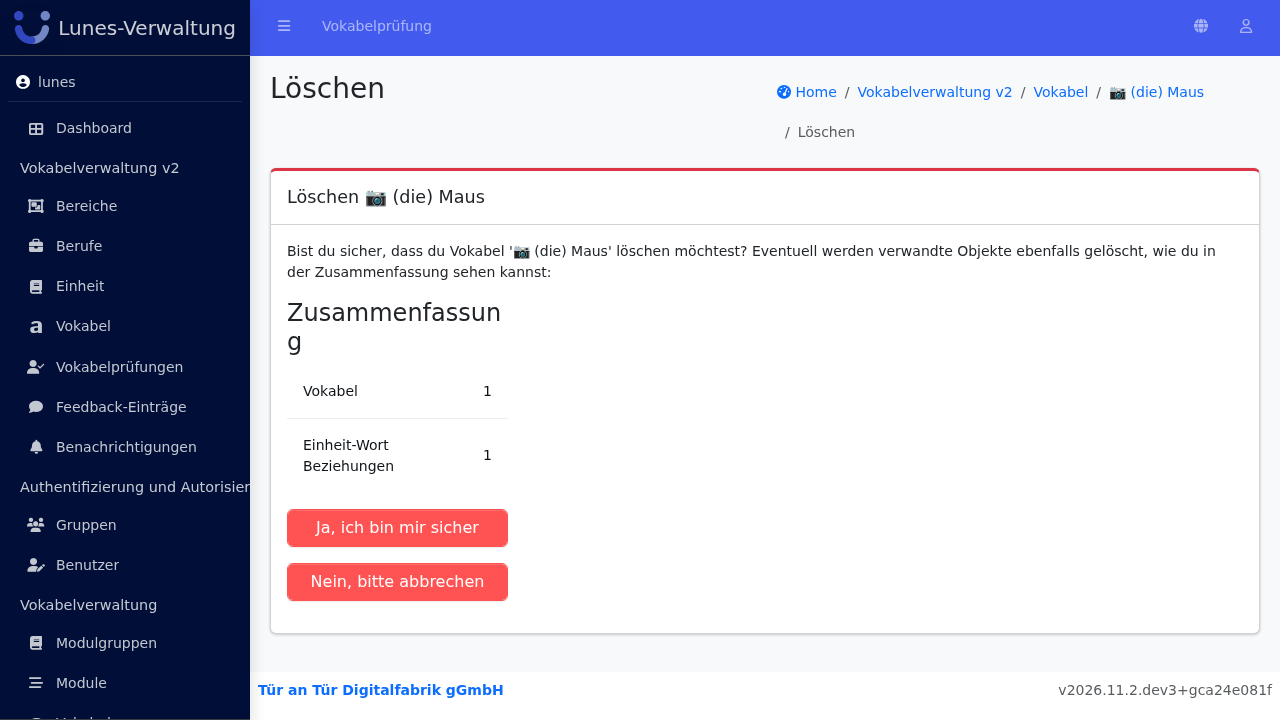 Lunes-Verwaltung
Vokabelprüfung
lunes
Dashboard
Vokabelverwaltung v2
Bereiche
Berufe
Einheit
Vokabel
Vokabelprüfungen
Feedback-Einträge
Benachrichtigungen
Authentifizierung und Autorisier
Gruppen
Benutzer
Vokabelverwaltung
Modulgruppen
Module
Löschen
Home / Vokabelverwaltung v2 / Vokabel / 📷 (die) Maus
/ Löschen
Löschen 📷 (die) Maus
Bist du sicher, dass du Vokabel '📷 (die) Maus' löschen möchtest? Eventuell werden verwandte Objekte ebenfalls gelöscht, wie du in
der Zusammenfassung sehen kannst:
Zusammenfassun
g
Vokabel 1
Einheit-Wort
Beziehungen 1
Ja, ich bin mir sicher
Nein, bitte abbrechen
Tür an Tür Digitalfabrik gGmbH
v2026.11.2.dev3+gca24e081f